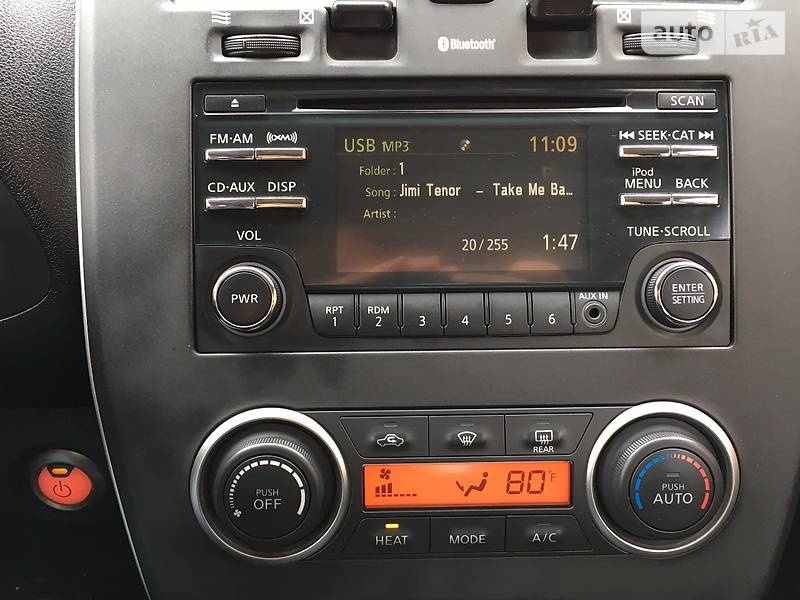 auto RIA
Bluetooth
SCAN
FM·AM
((XM))
USB MP3
11:09
SEEK·CAT
Folder : 1
Song : Jimi Tenor – Take Me Ba...
Artist :
20/255
1:47
CD·AUX
DISP
iPod
MENU
BACK
VOL
TUNE·SCROLL
PWR
ENTER
SETTING
RPT
1
RDM
2
3
4
5
6
AUX IN
REAR
PUSH
OFF
80°F
PUSH
AUTO
HEAT
MODE
A/C